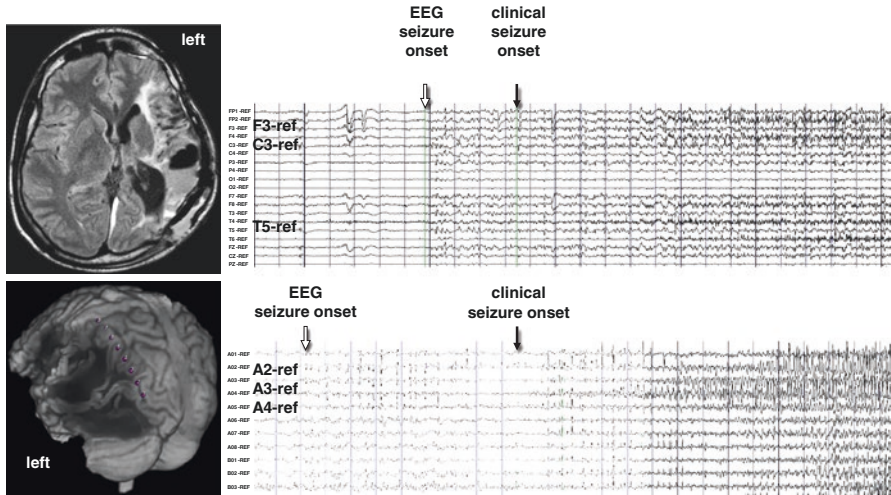 left
EEG
seizure
onset
clinical
seizure
onset
FP1-REF
FP2-REF
F3-REF
F3-ref
F4-REF
C3-REF
C3-ref
C4-REF
P3-REF
P4-REF
O1-REF
O2-REF
F7-REF
F8-REF
T3-REF
T4-REF
T5-REF
T5-ref
T6-REF
FZ-REF
CZ-REF
PZ-REF
EEG
seizure onset
clinical
seizure onset
A01-REF
A02-REF
A2-ref
A03-REF
A3-ref
A04-REF
A05-REF
A4-ref
A06-REF
A07-REF
A08-REF
B01-REF
B02-REF
B03-REF
left